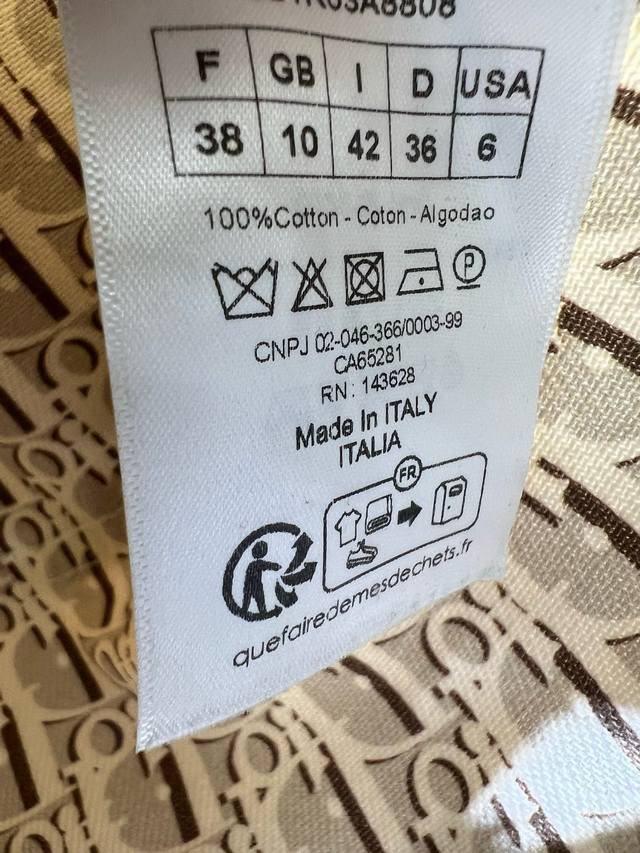 F GB I D USA
38 10 42 36 6
100%Cotton - Coton - Algodao
P
CNPJ 02-046-366/0003-99
CA65281
RN: 143628
Made In ITALY
ITALIA
FR
quefairedemesdechets.fr